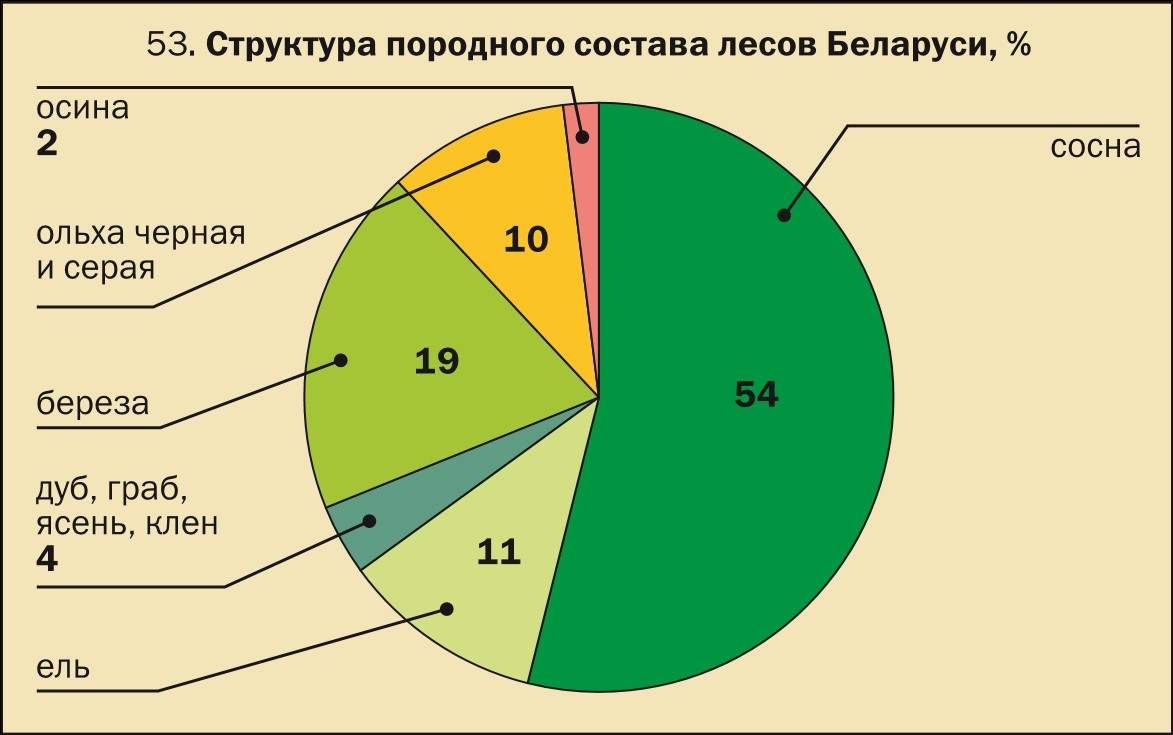 53. Структура породного состава лесов Беларуси, %
осина
2
сосна
ольха черная
и серая
10
береза
19
54
дуб, граб,
ясень, клен
4
11
ель